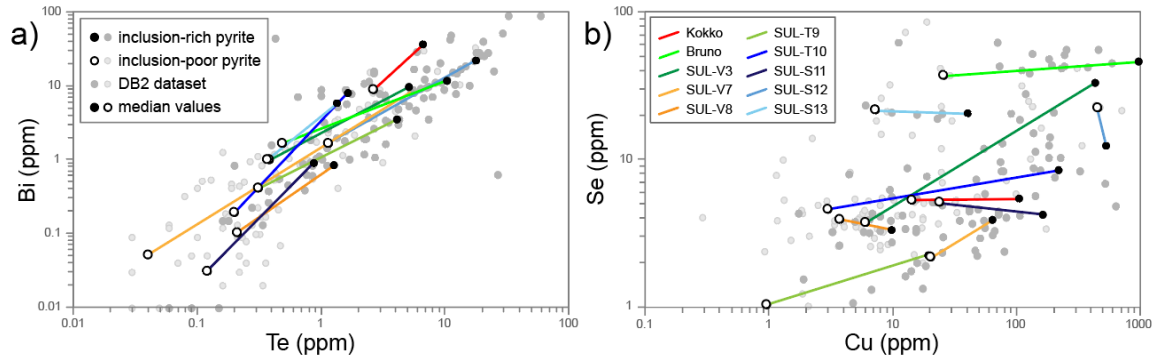 a)
100
10
1
0.1
0.01
Bi (ppm)
inclusion-rich pyrite
inclusion-poor pyrite
DB2 dataset
median values
0.01 0.1 1 10 100
Te (ppm)
b)
100
10
1
Se (ppm)
Kokko SUL-T9
Bruno SUL-T10
SUL-V3 SUL-S11
SUL-V7 SUL-S12
SUL-V8 SUL-S13
0.1 1 10 100 1000
Cu (ppm)